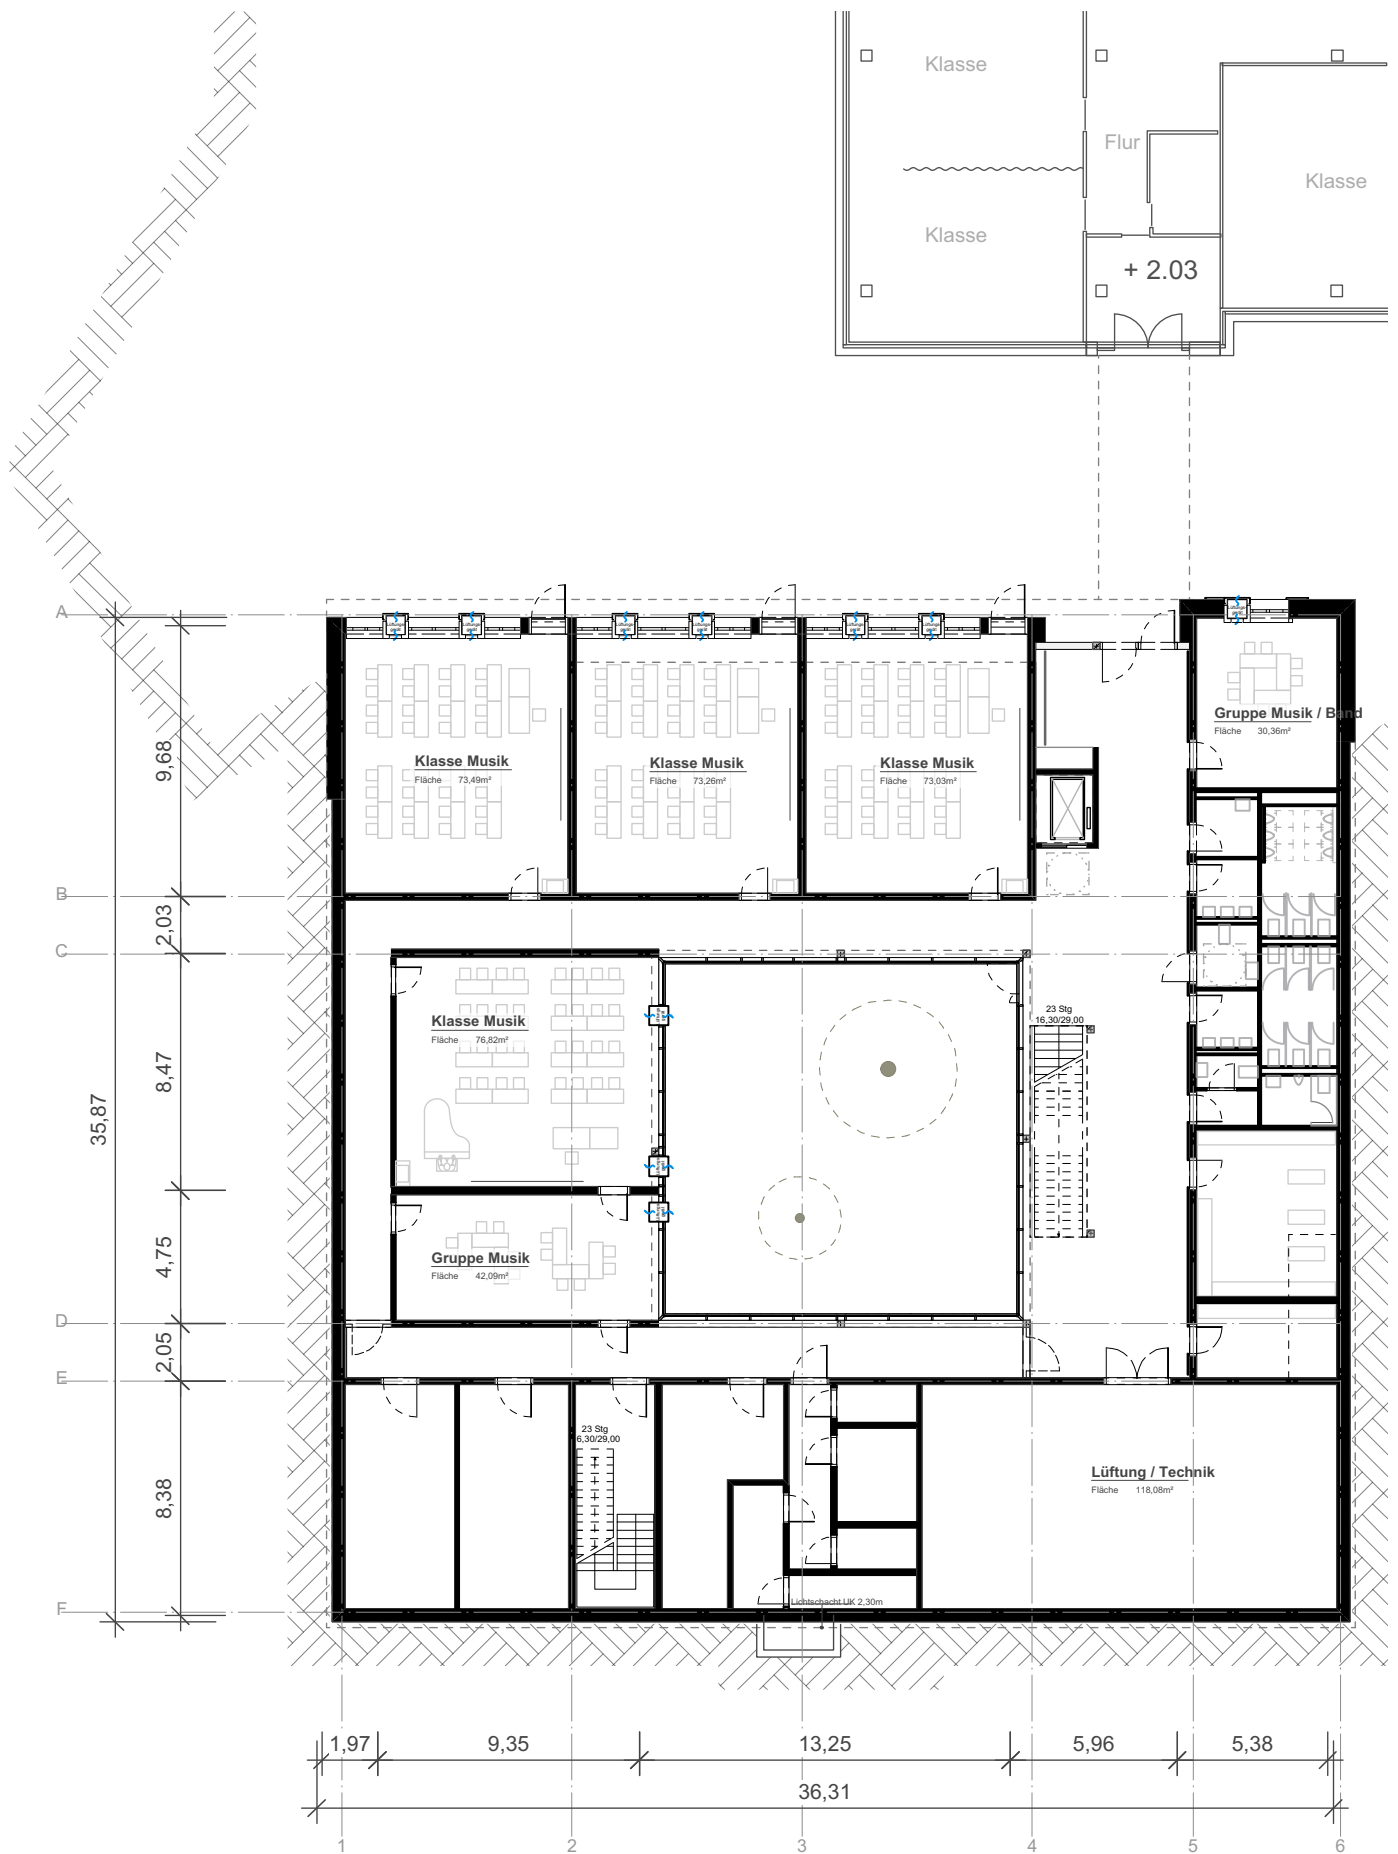 Klasse
Flur
Klasse
Klasse
+ 2.03
A
Gruppe Musik / Band
Fläche 30,36m²
Klasse Musik
Fläche 73,49m²
Klasse Musik
Fläche 73,26m²
Klasse Musik
Fläche 73,03m²
9,68
B
2,03
C
23 Stg
16,30/29,00
Klasse Musik
Fläche 76,82m²
8,47
35,87
4,75
Gruppe Musik
Fläche 42,09m²
D
2,05
E
23 Stg
6,30/29,00
Lüftung / Technik
Fläche 118,08m²
8,38
Lichtschacht UK 2,30m
F
1,97
9,35
13,25
5,96
5,38
36,31
1
2
3
4
5
6